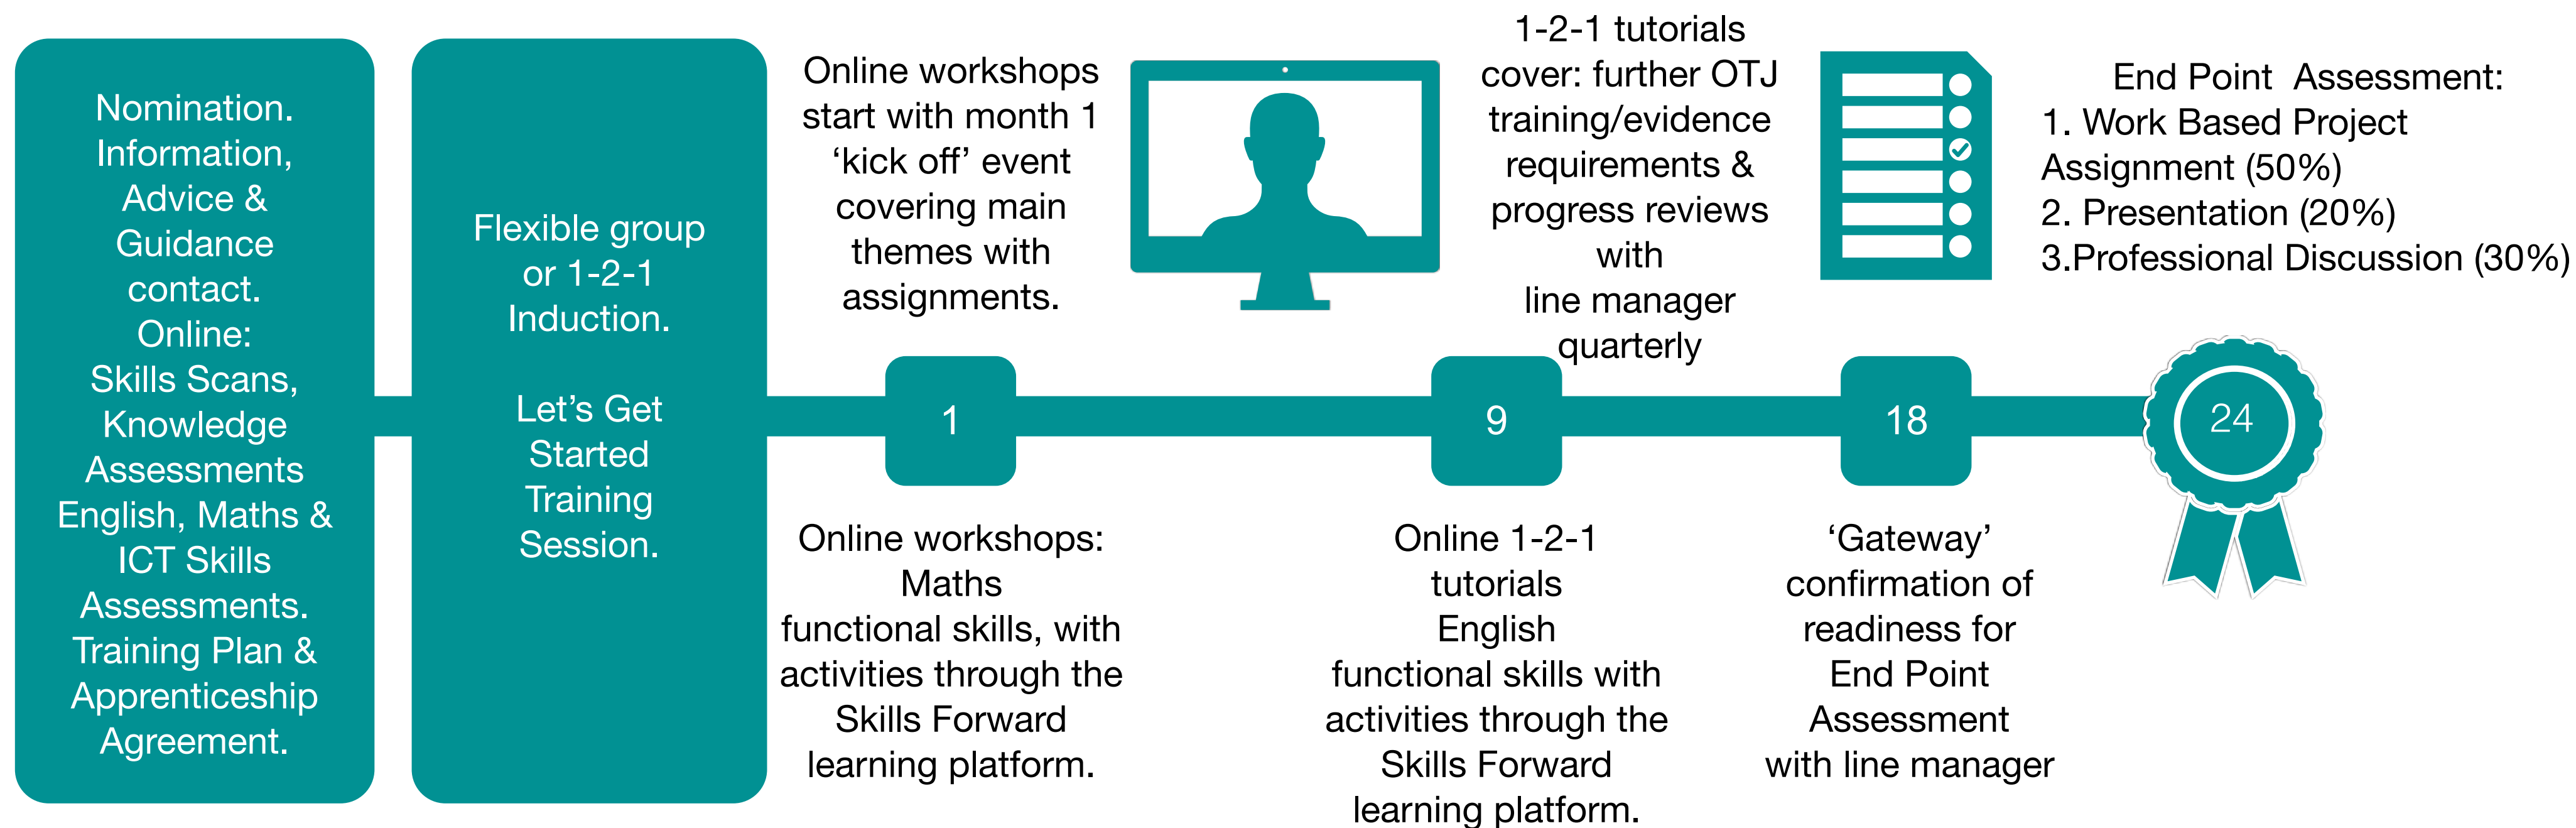 Nomination.
Information,
Advice &
Guidance
contact.
Online:
Skills Scans,
Knowledge
Assessments
English, Maths &
ICT Skills
Assessments.
Training Plan &
Apprenticeship
Agreement.
Flexible group
or 1-2-1
Induction.
Let’s Get
Started
Training
Session.
Online workshops
start with month 1
‘kick off’ event
covering main
themes with
assignments.
1-2-1 tutorials
cover: further OTJ
training/evidence
requirements &
progress reviews
with
line manager
quarterly
End Point  Assessment:
1. Work Based Project
Assignment (50%)
2. Presentation (20%)
3.Professional Discussion (30%)
1
9
18
24
Online workshops:
Maths
functional skills, with
activities through the
Skills Forward
learning platform.
Online 1-2-1
tutorials
English
functional skills with
activities through the
Skills Forward
learning platform.
‘Gateway’
confirmation of
readiness for
End Point
Assessment
with line manager